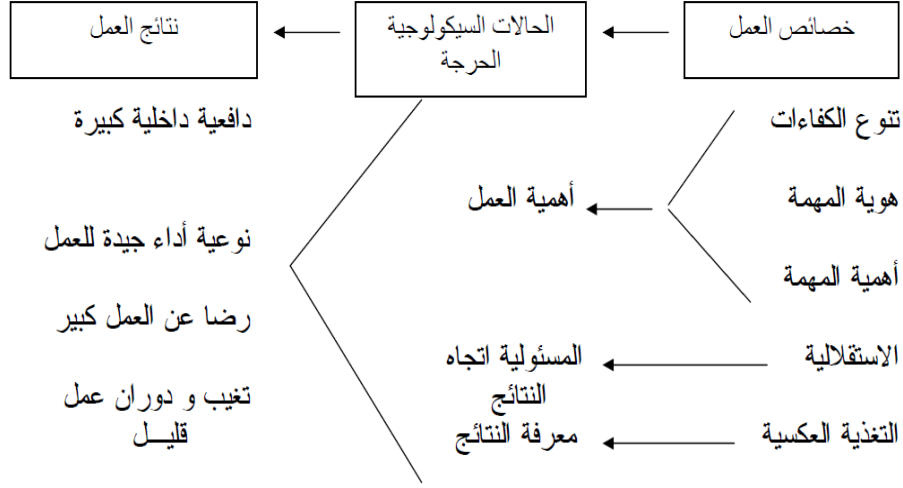 خصائص العمل
الحالات السيكولوجية
الحرجة
نتائج العمل
تنوع الكفاءات
هوية المهمة
أهمية المهمة
الاستقلالية
التغذية العكسية
أهمية العمل
المسئولية اتجاه
النتائج
معرفة النتائج
دافعية داخلية كبيرة
نوعية أداء جيدة للعمل
رضا عن العمل كبير
تغيب و دوران عمل
قليــل